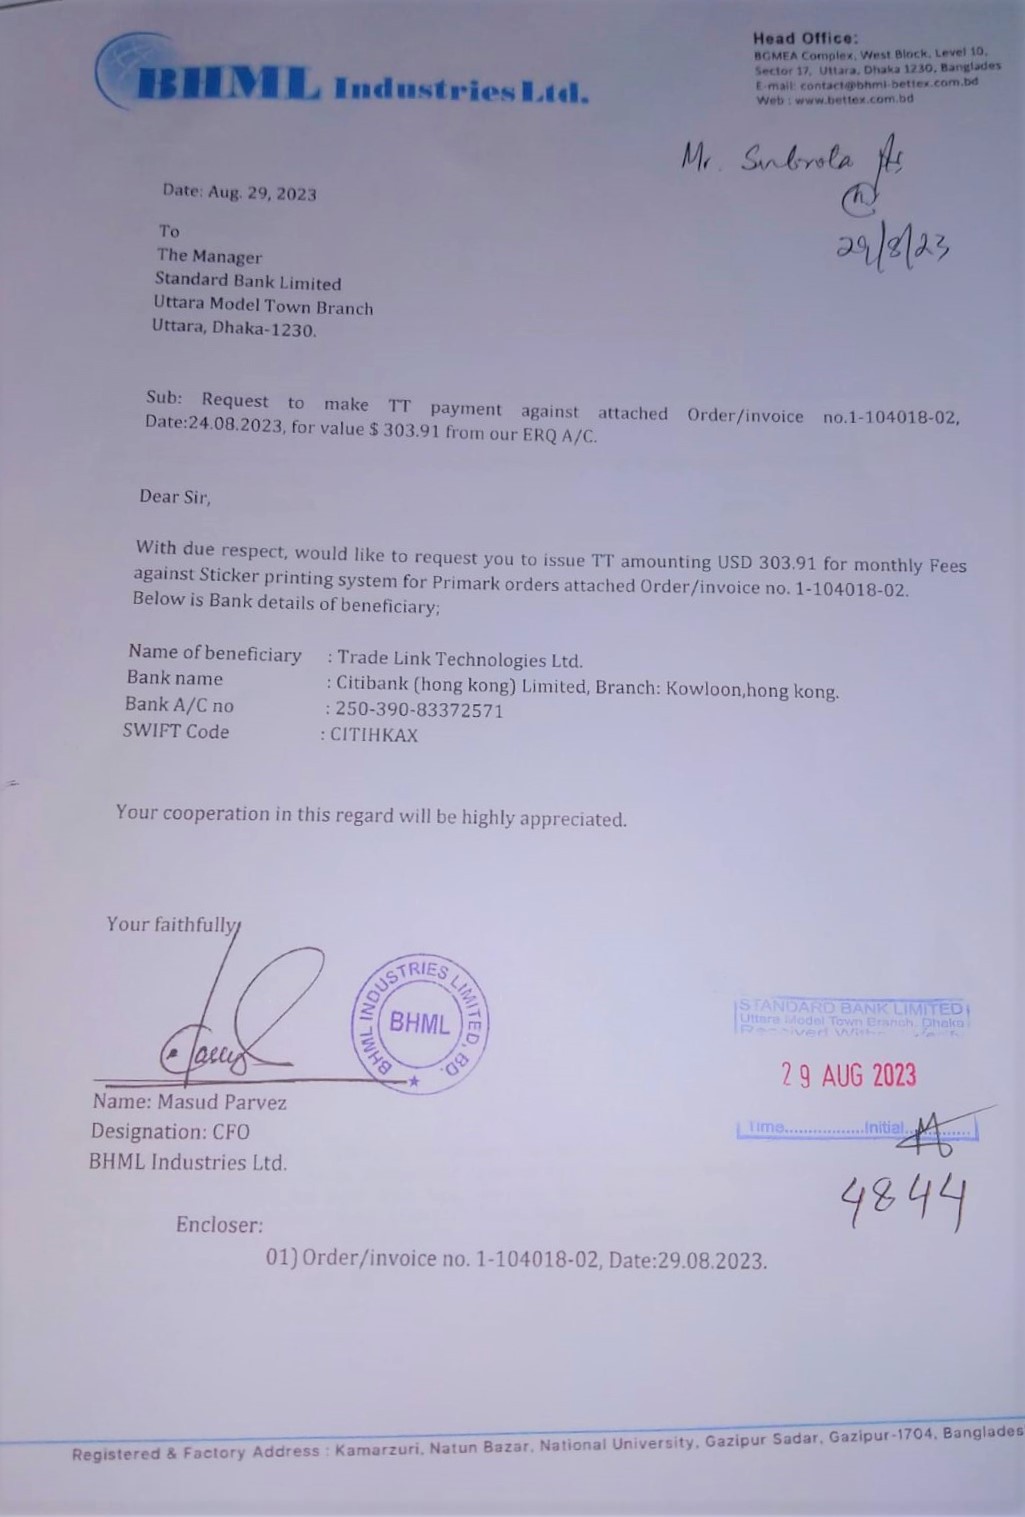 BHML Industries Ltd.
Head Office:
BGMEA Complex, West Block, Level 10,
Sector 17, Uttara, Dhaka 1230, Banglades
E-mail: contact@bhml-bettex.com.bd
Web : www.bettex.com.bd
Mr.
29/8/23
Date: Aug. 29, 2023
To
The Manager
Standard Bank Limited
Uttara Model Town Branch
Uttara, Dhaka-1230.
Sub: Request to make TT payment against attached Order/invoice no.1-104018-02,
Date:24.08.2023, for value $ 303.91 from our ERQ A/C.
Dear Sir,
With due respect, would like to request you to issue TT amounting USD 303.91 for monthly Fees
against Sticker printing system for Primark orders attached Order/invoice no. 1-104018-02.
Below is Bank details of beneficiary;
Name of beneficiary : Trade Link Technologies Ltd.
Bank name : Citibank (hong kong) Limited, Branch: Kowloon,hong kong.
Bank A/C no : 250-390-83372571
SWIFT Code : CITIHKAX
Your cooperation in this regard will be highly appreciated.
Your faithfully,
BHML INDUSTRIES LIMITED, BD.
BHML
STANDARD BANK LIMITED
Uttara Model Town Branch, Dhaka
29 AUG 2023
Time.................Initial...............
4844
Name: Masud Parvez
Designation: CFO
BHML Industries Ltd.
Encloser:
01) Order/invoice no. 1-104018-02, Date:29.08.2023.
Registered & Factory Address : Kamarzuri, Natun Bazar, National University, Gazipur Sadar, Gazipur-1704, Banglades